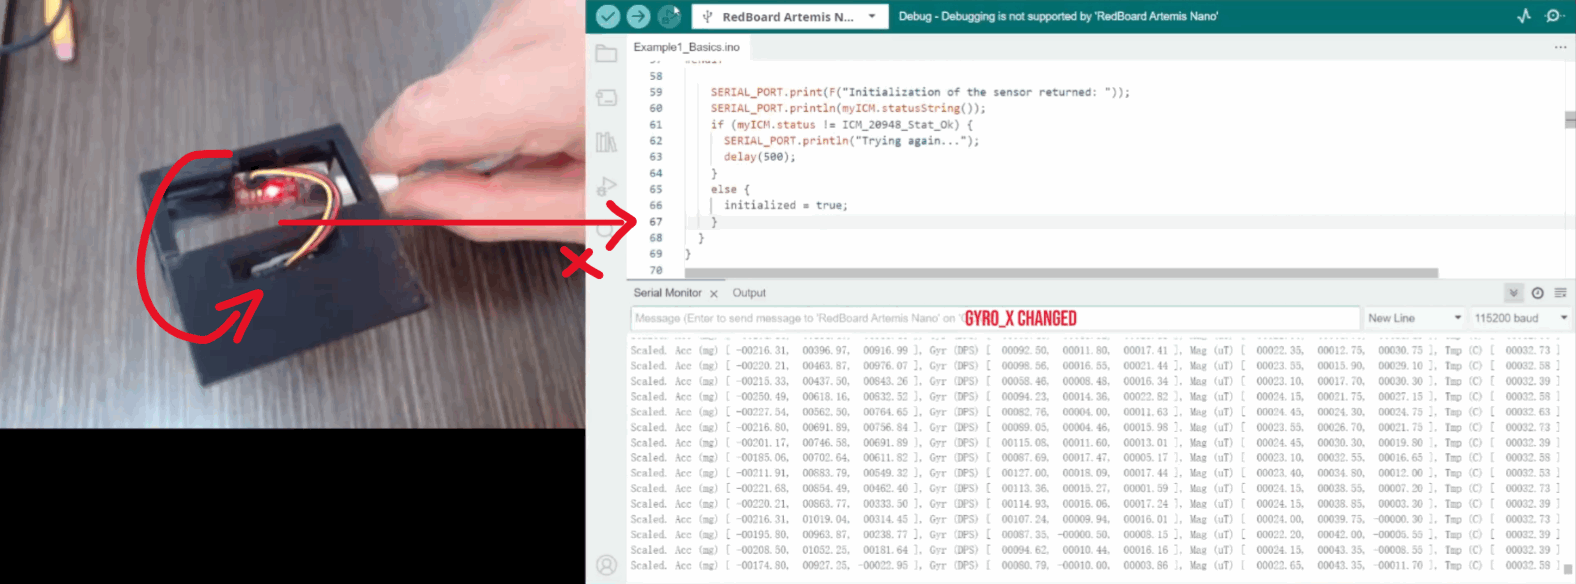 RedBoard Artemis N...
Debug - Debugging is not supported by 'RedBoard Artemis Nano'
Example1_Basics.ino
58
59 SERIAL_PORT.print(F("Initialization of the sensor returned: "));
60 SERIAL_PORT.println(myICM.statusString());
61 if (myICM.status != ICM_20948_Stat_Ok) {
62 SERIAL_PORT.println("Trying again...");
63 delay(500);
64 }
65 else {
66 initialized = true;
67 }
68 }
69 }
70
X
Serial Monitor × Output
Message (Enter to send message to 'RedBoard Artemis Nano' on
GYRO_X CHANGED
New Line
115200 baud
Scaled. Acc (mg) [ -00216.31, 00396.97, 00916.99 ], Gyr (DPS) [ 00092.50, 00011.80, 00017.41 ], Mag (uT) [ 00022.35, 00012.75, 00030.75 ], Tmp (C) [ 00032.73 ]
Scaled. Acc (mg) [ -00220.21, 00463.87, 00976.07 ], Gyr (DPS) [ 00098.56, 00016.55, 00021.44 ], Mag (uT) [ 00023.55, 00015.90, 00029.10 ], Tmp (C) [ 00032.58 ]
Scaled. Acc (mg) [ -00215.33, 00437.50, 00843.26 ], Gyr (DPS) [ 00058.46, 00008.48, 00016.34 ], Mag (uT) [ 00023.10, 00017.70, 00030.30 ], Tmp (C) [ 00032.39 ]
Scaled. Acc (mg) [ -00250.49, 00618.16, 00832.52 ], Gyr (DPS) [ 00094.23, 00014.36, 00022.82 ], Mag (uT) [ 00024.15, 00021.75, 00027.15 ], Tmp (C) [ 00032.58 ]
Scaled. Acc (mg) [ -00227.54, 00562.50, 00764.65 ], Gyr (DPS) [ 00082.76, 00004.00, 00011.63 ], Mag (uT) [ 00024.45, 00024.30, 00024.75 ], Tmp (C) [ 00032.63 ]
Scaled. Acc (mg) [ -00216.80, 00691.89, 00756.84 ], Gyr (DPS) [ 00089.05, 00004.46, 00015.98 ], Mag (uT) [ 00023.55, 00026.70, 00021.75 ], Tmp (C) [ 00032.73 ]
Scaled. Acc (mg) [ -00201.17, 00746.58, 00691.89 ], Gyr (DPS) [ 00115.08, 00011.60, 00013.01 ], Mag (uT) [ 00024.45, 00030.30, 00019.80 ], Tmp (C) [ 00032.39 ]
Scaled. Acc (mg) [ -00185.06, 00702.64, 00611.82 ], Gyr (DPS) [ 00087.69, 00017.47, 00005.17 ], Mag (uT) [ 00023.10, 00032.55, 00016.65 ], Tmp (C) [ 00032.58 ]
Scaled. Acc (mg) [ -00211.91, 00883.79, 00549.32 ], Gyr (DPS) [ 00127.00, 00018.09, 00017.44 ], Mag (uT) [ 00023.40, 00034.80, 00012.00 ], Tmp (C) [ 00032.53 ]
Scaled. Acc (mg) [ -00221.68, 00854.49, 00462.40 ], Gyr (DPS) [ 00113.36, 00015.27, 00001.59 ], Mag (uT) [ 00024.15, 00038.55, 00007.20 ], Tmp (C) [ 00032.73 ]
Scaled. Acc (mg) [ -00220.21, 00863.77, 00333.50 ], Gyr (DPS) [ 00114.93, 00016.06, 00017.24 ], Mag (uT) [ 00024.15, 00038.85, 00003.30 ], Tmp (C) [ 00032.39 ]
Scaled. Acc (mg) [ -00216.31, 01019.04, 00314.45 ], Gyr (DPS) [ 00107.24, 00009.94, 00016.01 ], Mag (uT) [ 00024.00, 00039.75, -00000.30 ], Tmp (C) [ 00032.73 ]
Scaled. Acc (mg) [ -00195.80, 00963.87, 00238.77 ], Gyr (DPS) [ 00087.35, -00000.50, 00008.15 ], Mag (uT) [ 00022.20, 00042.00, -00005.55 ], Tmp (C) [ 00032.39 ]
Scaled. Acc (mg) [ -00208.50, 01052.25, 00181.64 ], Gyr (DPS) [ 00094.62, 00010.44, 00016.16 ], Mag (uT) [ 00024.15, 00043.35, -00008.55 ], Tmp (C) [ 00032.39 ]
Scaled. Acc (mg) [ -00174.80, 00927.25, -00022.95 ], Gyr (DPS) [ 00080.79, -00010.00, 00003.86 ], Mag (uT) [ 00022.65, 00043.35, -00011.70 ], Tmp (C) [ 00032.58 ]